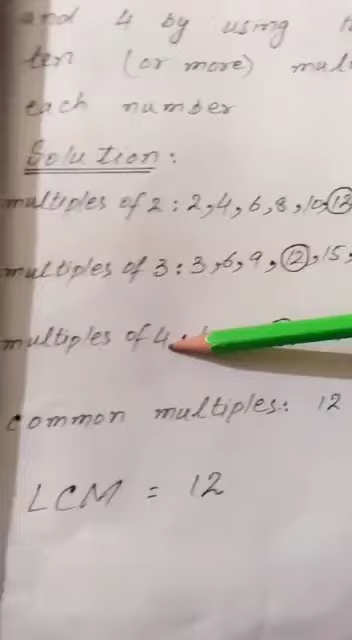 and 4 by using
ten (or more) mul
each number
Solution:
multiples of 2 : 2, 4, 6, 8, 10, 12
multiples of 3 : 3, 6, 9, 12, 15,
multiples of 4
common multiples: 12
LCM = 12